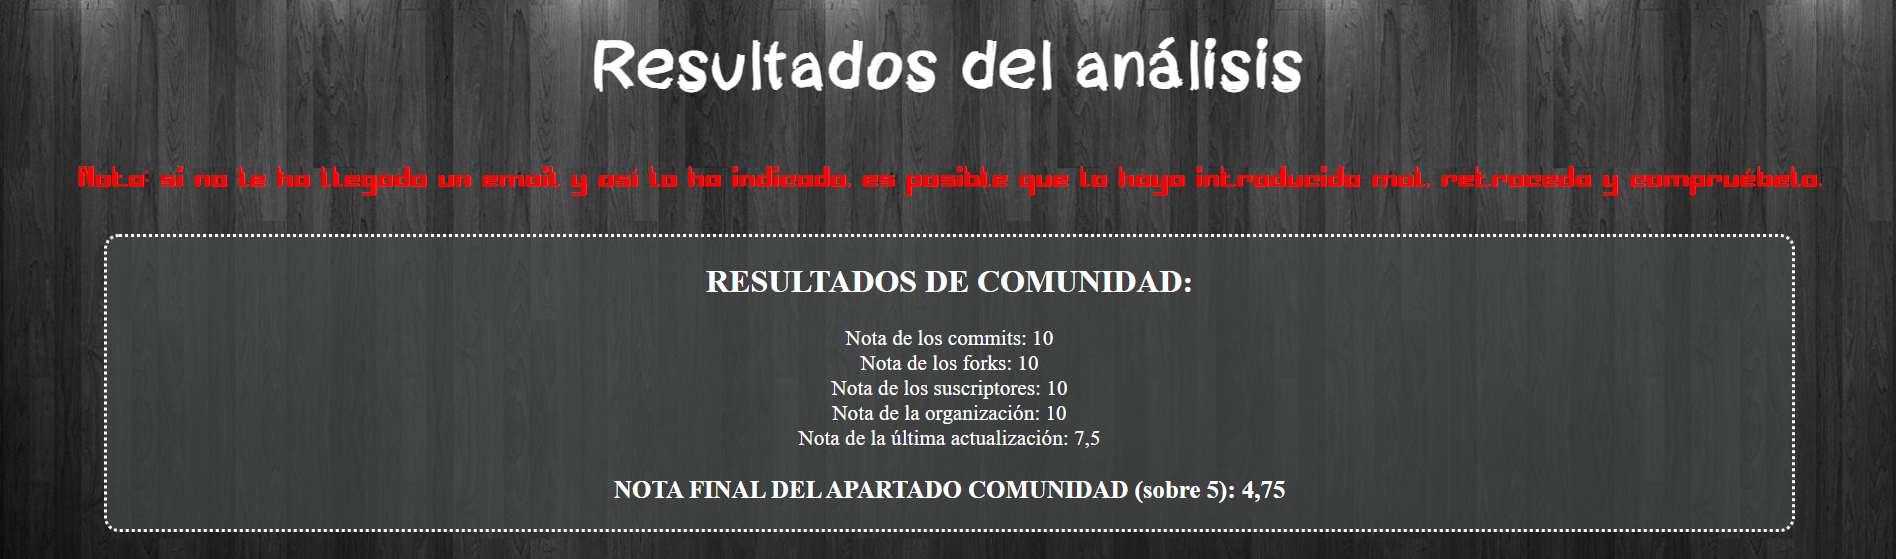 Resultados del análisis
Nota: si no le ha llegado un email y así lo ha indicado, es posible que lo haya introducido mal, retroceda y compruébelo.
RESULTADOS DE COMUNIDAD:
Nota de los commits: 10
Nota de los forks: 10
Nota de los suscriptores: 10
Nota de la organización: 10
Nota de la última actualización: 7,5
NOTA FINAL DEL APARTADO COMUNIDAD (sobre 5): 4,75